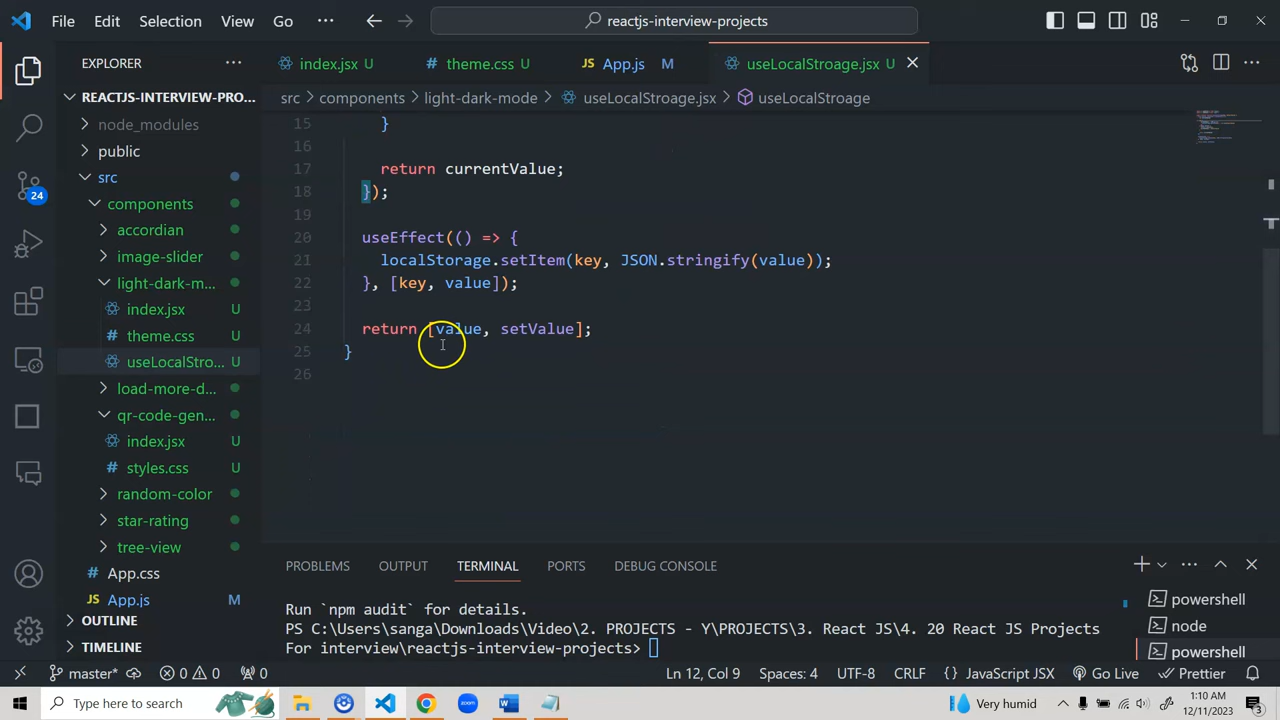 File Edit Selection View Go ··· reactjs-interview-projects
EXPLORER ···
REACTJS-INTERVIEW-PRO...
node_modules
public
src
components
accordian
image-slider
light-dark-m...
index.jsx U
theme.css U
useLocalStro... U
load-more-d...
qr-code-gen...
index.jsx U
styles.css U
random-color
star-rating
tree-view
App.css
App.js M
OUTLINE
TIMELINE
24
index.jsx U # theme.css U JS App.js M useLocalStroage.jsx U
src > components > light-dark-mode > useLocalStroage.jsx > useLocalStroage
15 }
16
17 return currentValue;
18 });
19
20 useEffect(() => {
21 localStorage.setItem(key, JSON.stringify(value));
22 }, [key, value]);
23
24 return [value, setValue];
25 }
26
PROBLEMS OUTPUT TERMINAL PORTS DEBUG CONSOLE
Run `npm audit` for details.
PS C:\Users\sanga\Downloads\Video\2. PROJECTS - Y\PROJECTS\3. React JS\4. 20 React JS Projects
For interview\reactjs-interview-projects>
powershell
node
powershell
master* 0 0 0 Ln 12, Col 9 Spaces: 4 UTF-8 CRLF { } JavaScript JSX Go Live Prettier
Type here to search Very humid 1:10 AM
12/11/2023 3